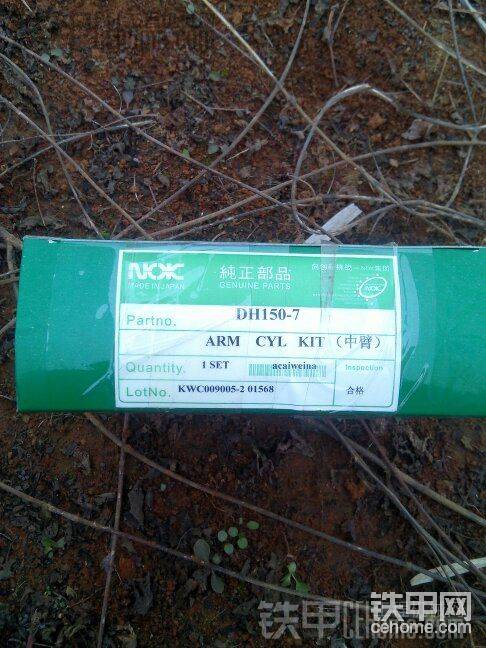 NOK
MADE IN JAPAN
純正部品
GENUINE PARTS
NOK
Partno. DH150-7
ARM CYL KIT (中臂)
Quantity. 1 SET acaiweina Inspection
LotNo. KWC009005-2 01568 合格
铁甲网
cehome.com